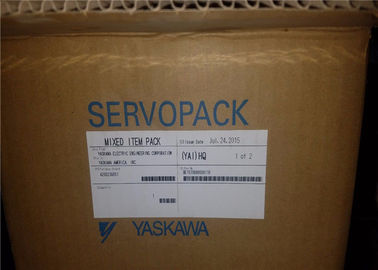 SERVOPACK
MIXED ITEM PACK
Jul.24.2015
YASKAWA ELECTRIC ENGINEERING CORPORATION
(YAI)HQ
1 of 2
YASKAWA AMERICA, INC
YASKAWA